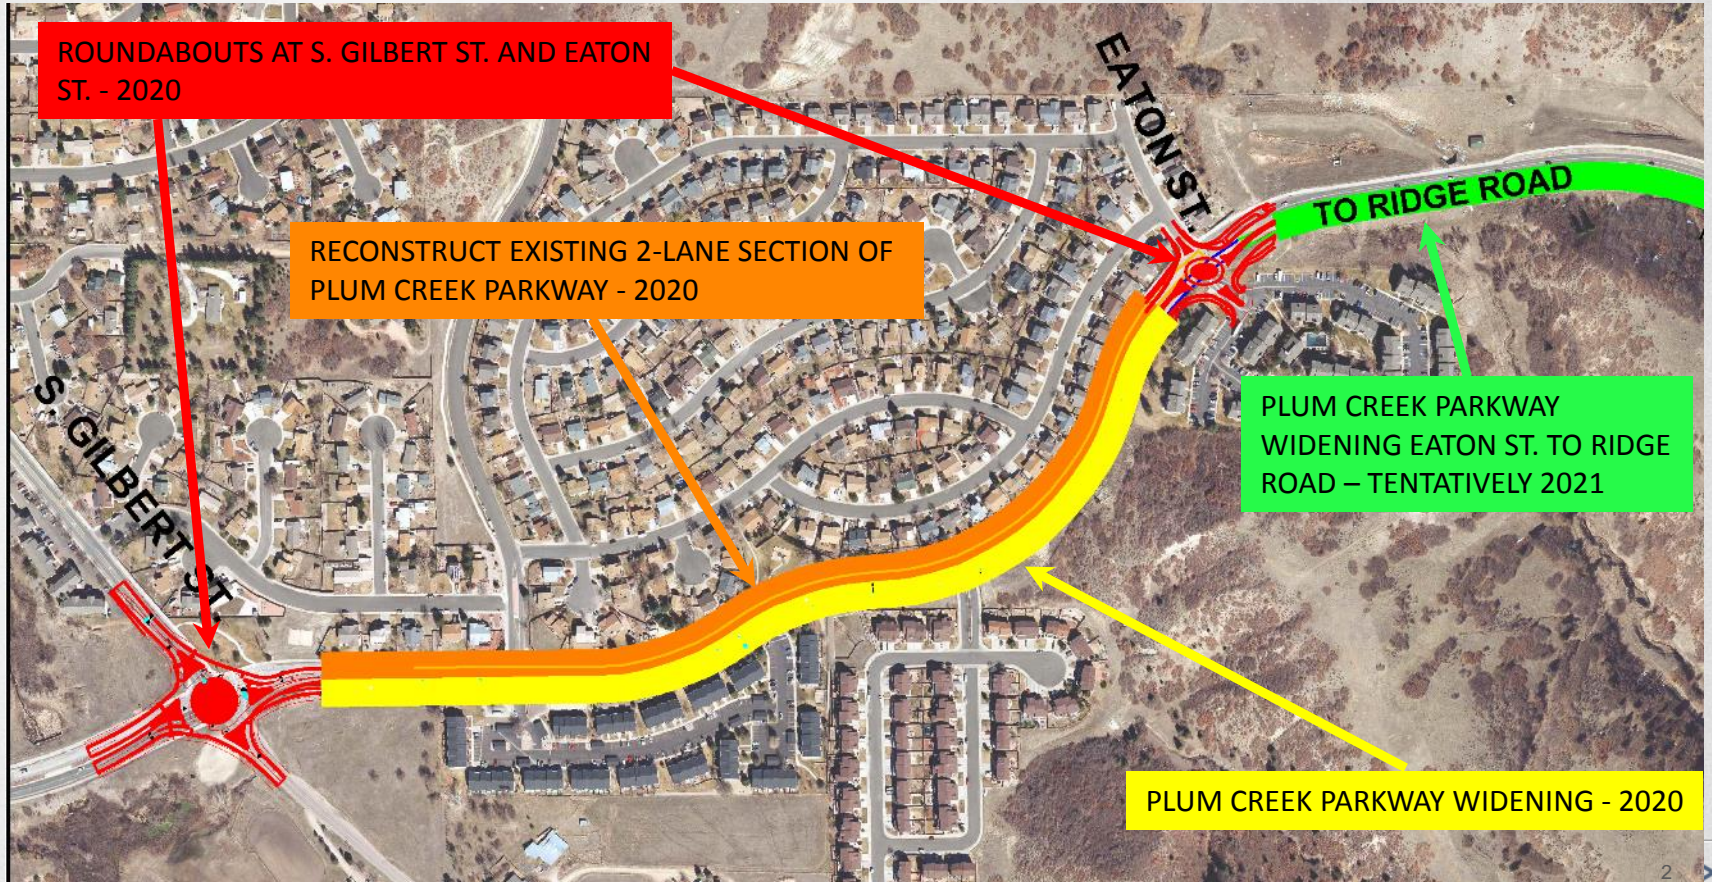 ROUNDABOUTS AT S. GILBERT ST. AND EATON
ST. - 2020
EATON ST.
TO RIDGE ROAD
RECONSTRUCT EXISTING 2-LANE SECTION OF
PLUM CREEK PARKWAY - 2020
S. GILBERT ST.
PLUM CREEK PARKWAY
WIDENING EATON ST. TO RIDGE
ROAD – TENTATIVELY 2021
PLUM CREEK PARKWAY WIDENING - 2020
2